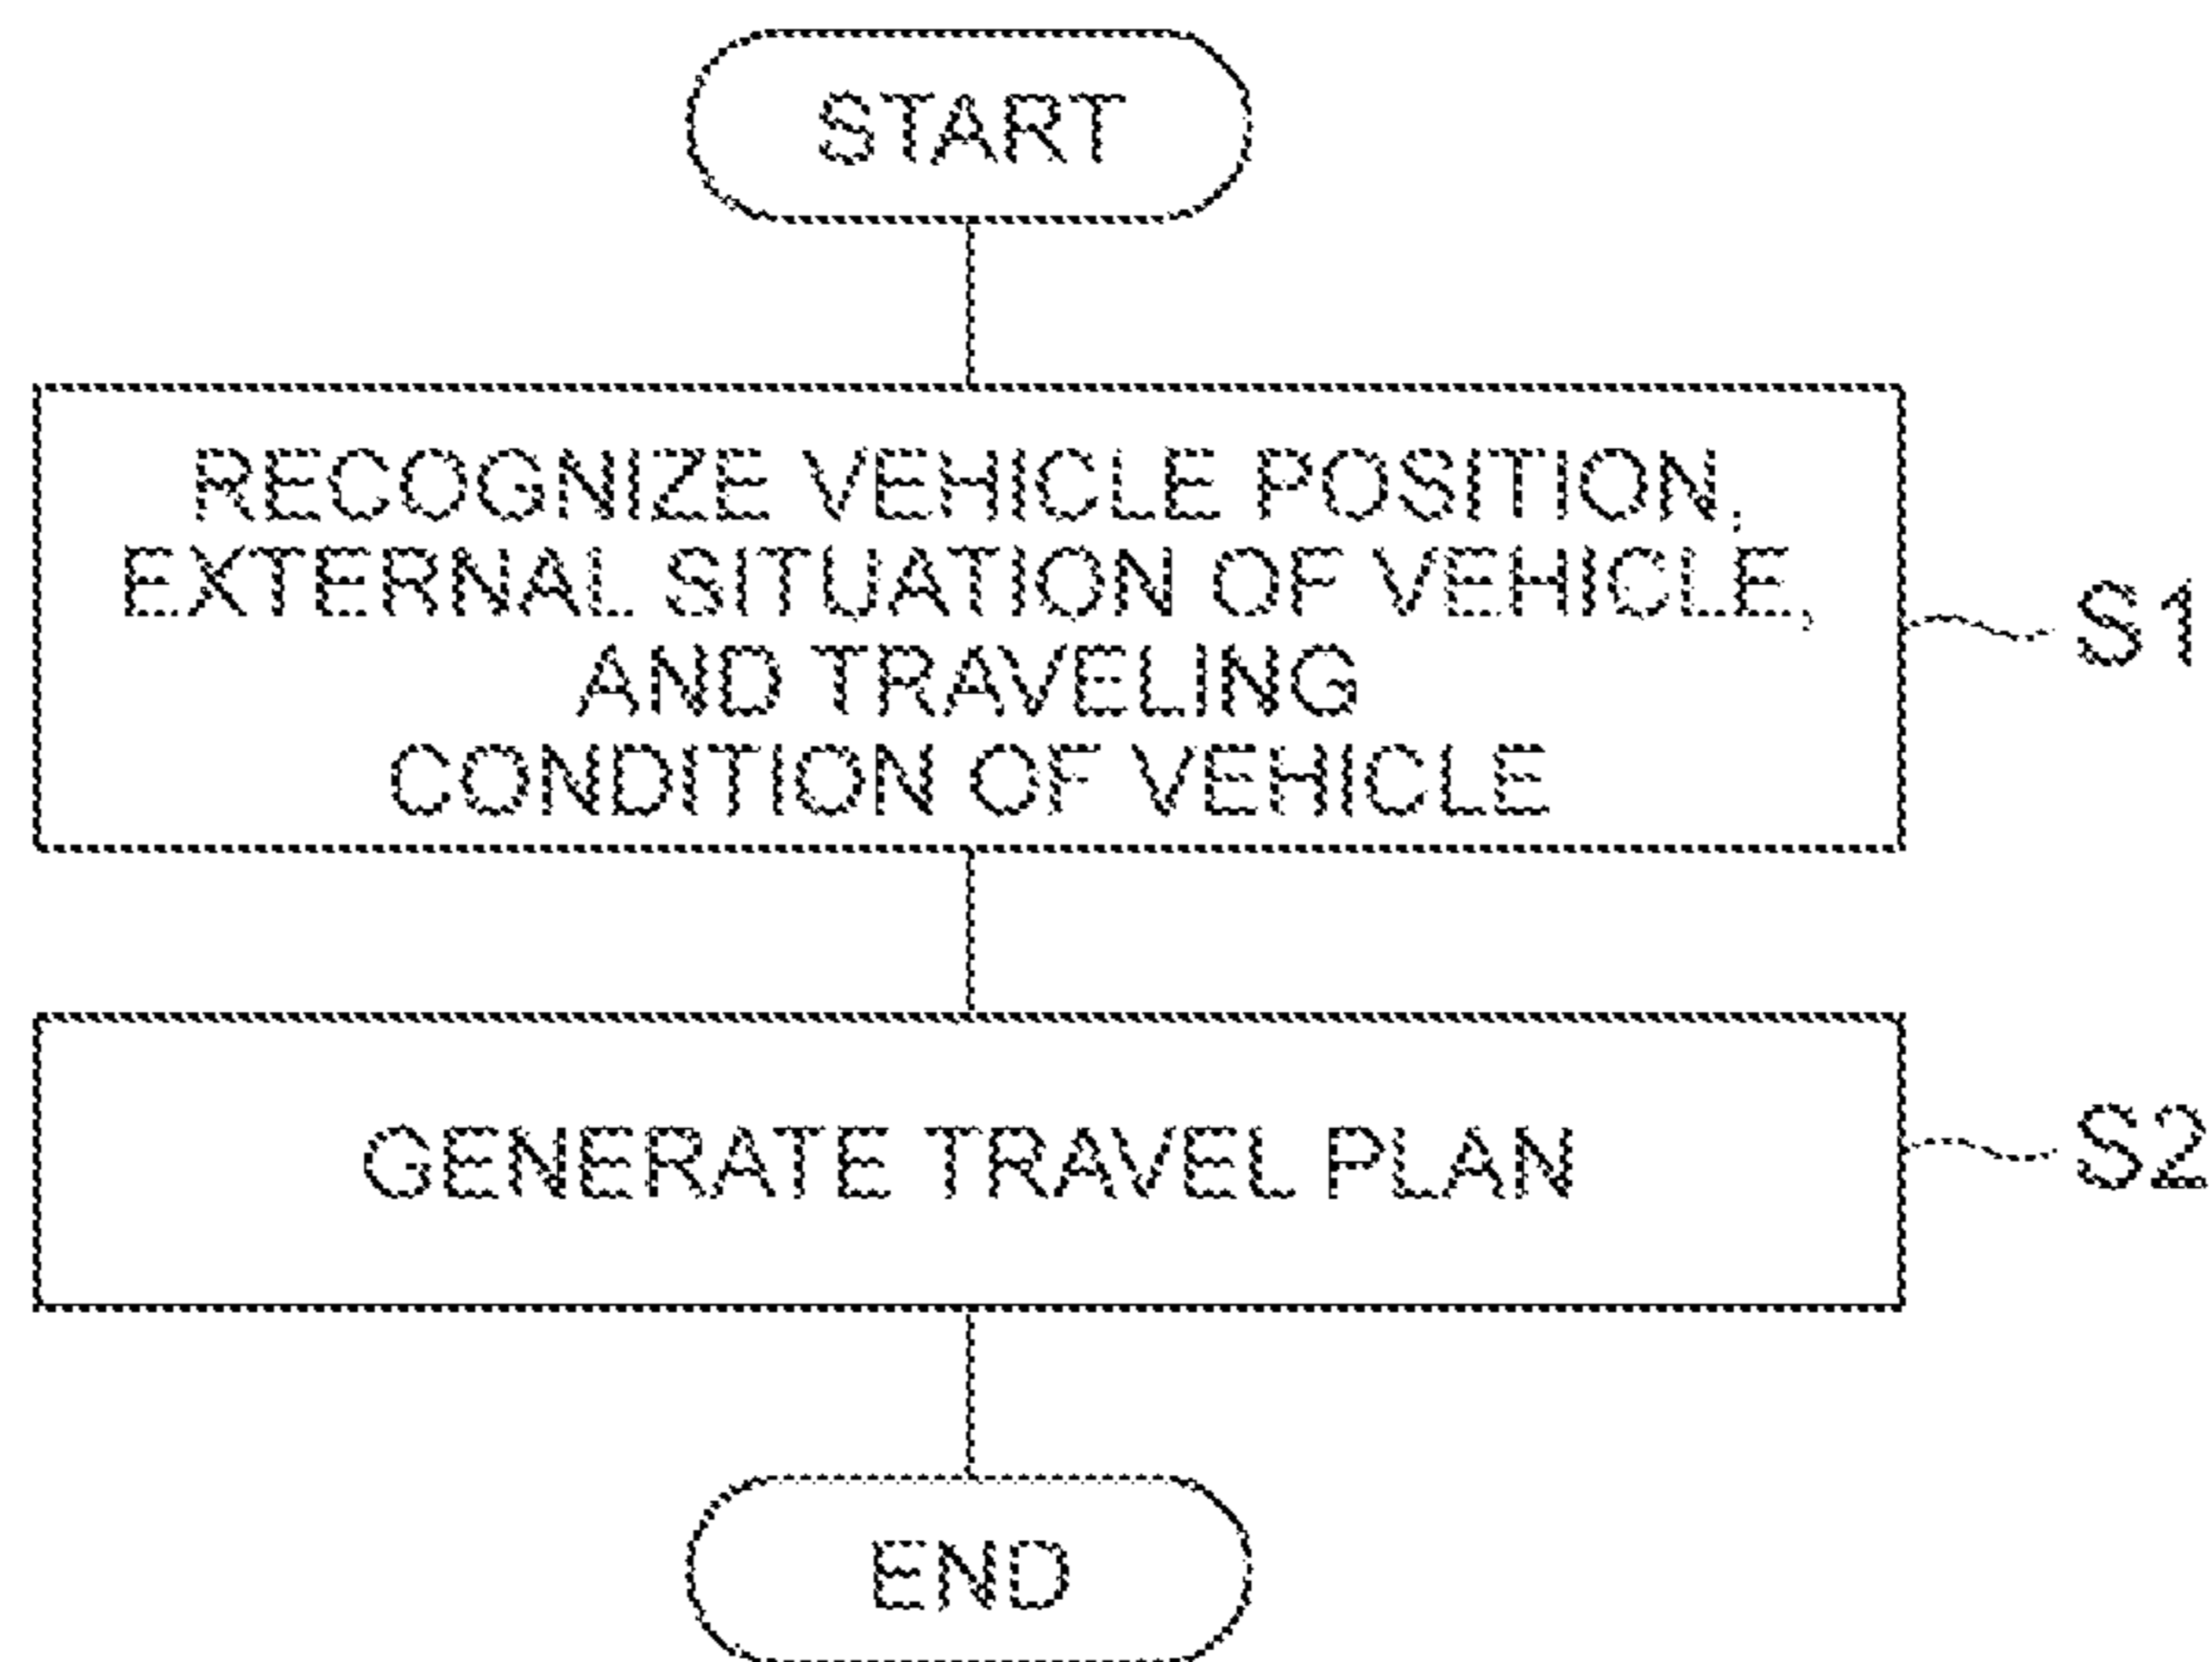 START
RECOGNIZE VEHICLE POSITION,
EXTERNAL SITUATION OF VEHICLE,
AND TRAVELING
CONDITION OF VEHICLE
S1
GENERATE TRAVEL PLAN
S2
END